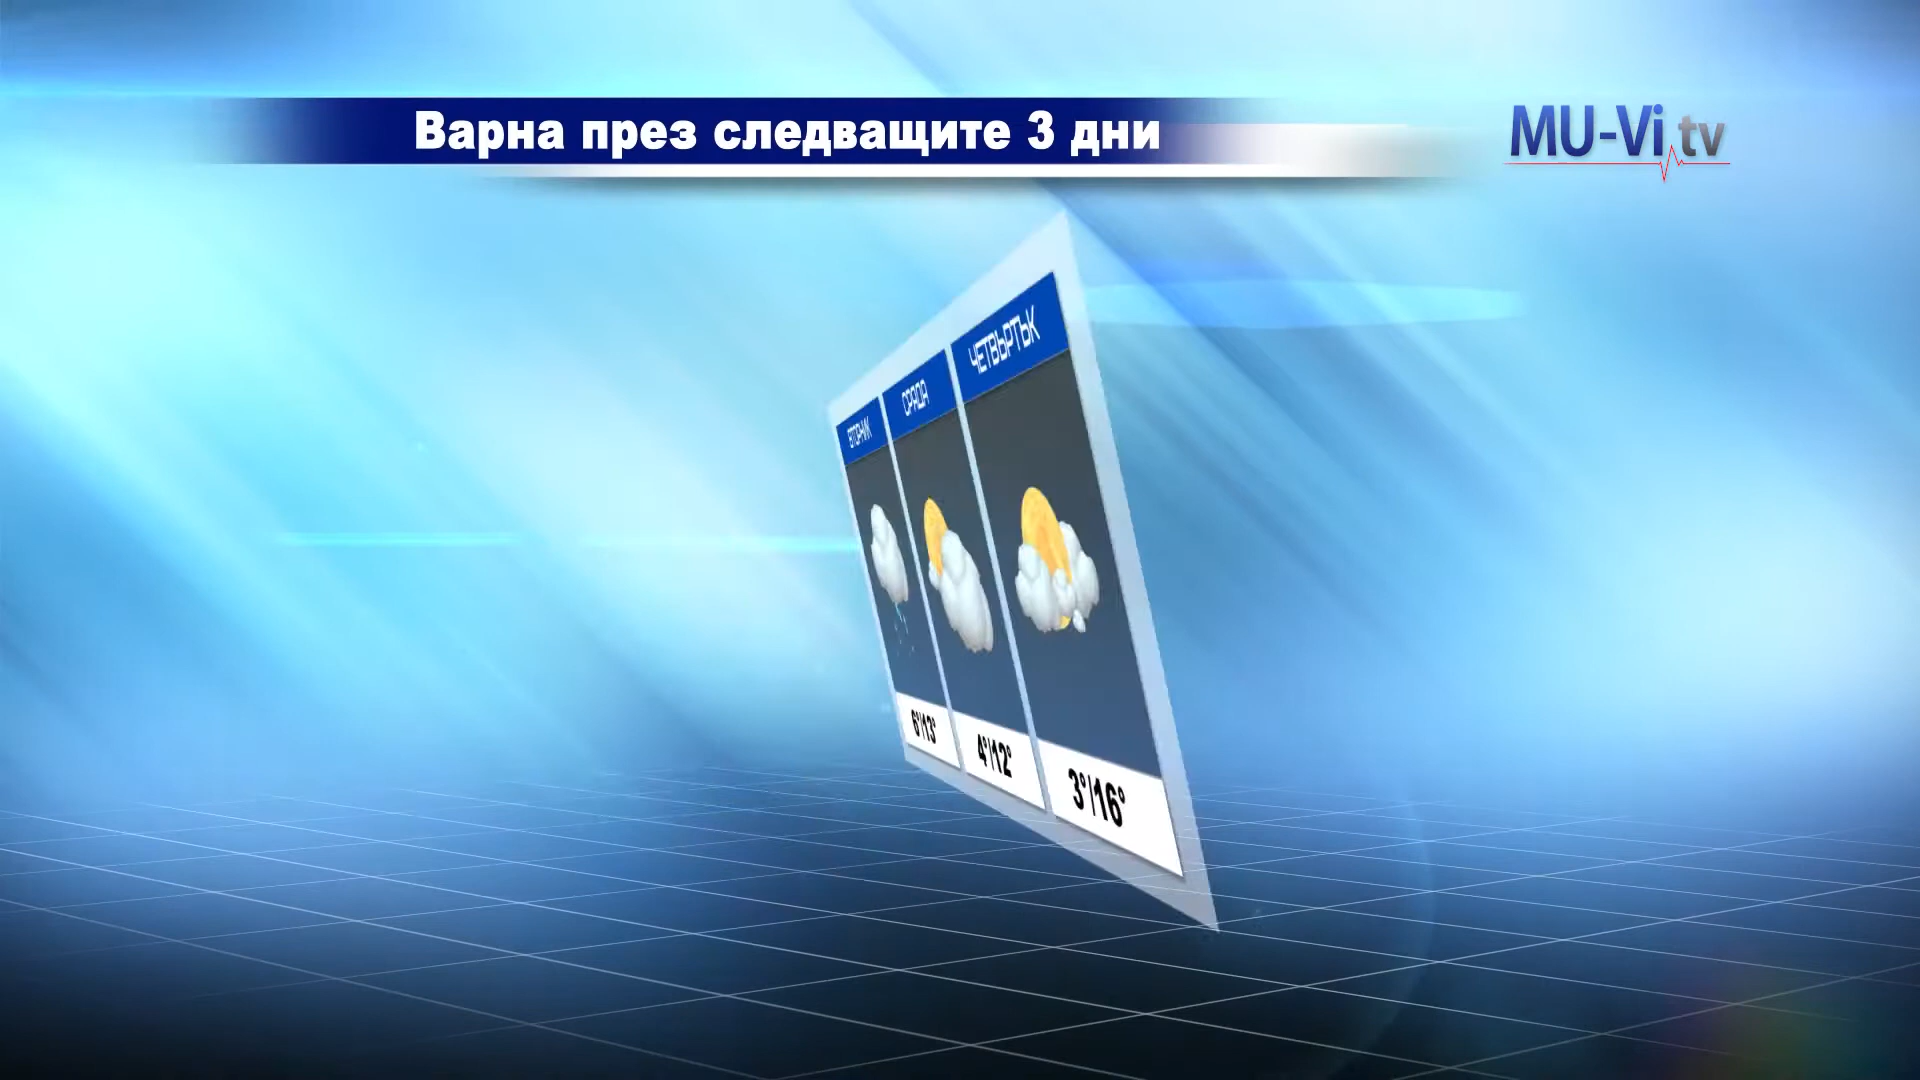 Варна през следващите 3 дни
MU-Vi.tv
ВТОРНИК
СРЯДА
ЧЕТВЪРТЪК
6°/13°
4°/12°
3°/16°